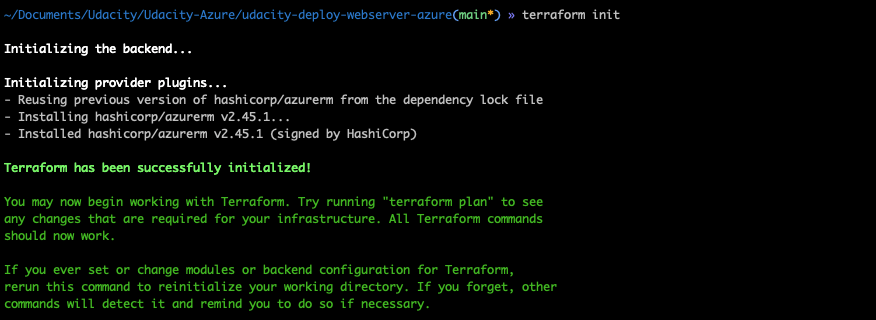 ~/Documents/Udacity/Udacity-Azure/udacity-deploy-webserver-azure(main*) » terraform init
Initializing the backend...
Initializing provider plugins...
- Reusing previous version of hashicorp/azurerm from the dependency lock file
- Installing hashicorp/azurerm v2.45.1...
- Installed hashicorp/azurerm v2.45.1 (signed by HashiCorp)
Terraform has been successfully initialized!
You may now begin working with Terraform. Try running "terraform plan" to see
any changes that are required for your infrastructure. All Terraform commands
should now work.
If you ever set or change modules or backend configuration for Terraform,
rerun this command to reinitialize your working directory. If you forget, other
commands will detect it and remind you to do so if necessary.